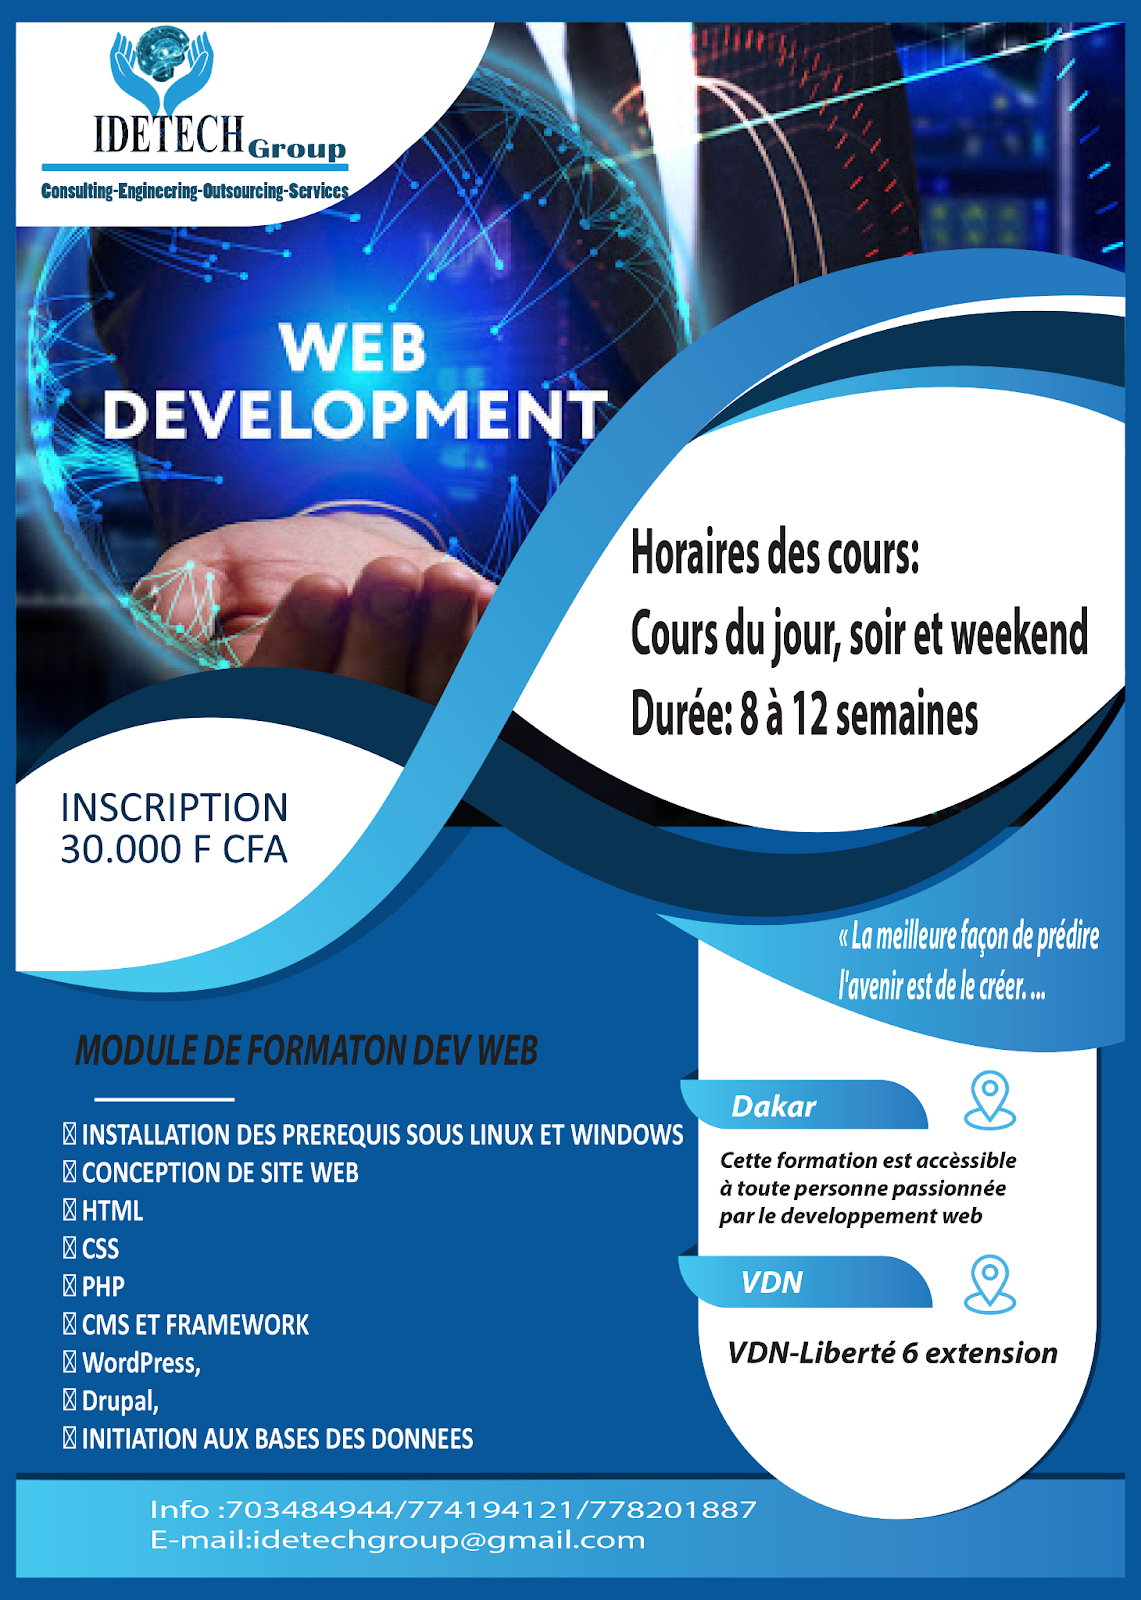 IDETECH Group
Consulting-Engineering-Outsourcing-Services
WEB
DEVELOPMENT
Horaires des cours:
Cours du jour, soir et weekend
Durée: 8 à 12 semaines
INSCRIPTION
30.000 F CFA
« La meilleure façon de prédire
l'avenir est de le créer. ...
MODULE DE FORMATON DEV WEB
INSTALLATION DES PREREQUIS SOUS LINUX ET WINDOWS
CONCEPTION DE SITE WEB
HTML
CSS
PHP
CMS ET FRAMEWORK
WordPress,
Drupal,
INITIATION AUX BASES DES DONNEES
Dakar
Cette formation est accèssible
à toute personne passionnée
par le developpement web
VDN
VDN-Liberté 6 extension
Info :703484944/774194121/778201887
E-mail:idetechgroup@gmail.com